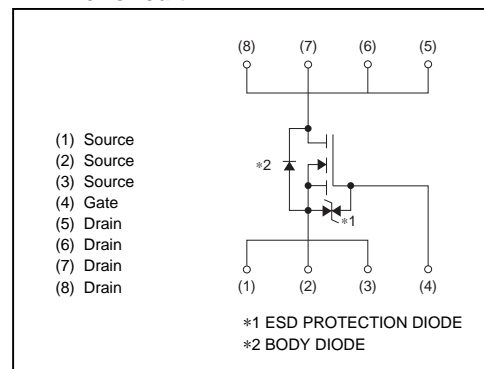 (8) (7) (6) (5)
(1) Source
(2) Source
(3) Source
(4) Gate
(5) Drain
(6) Drain
(7) Drain
(8) Drain
∗2
∗1
(1) (2) (3) (4)
∗1 ESD PROTECTION DIODE
∗2 BODY DIODE